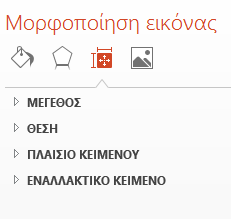 Μορφοποίηση εικόνας
ΜΕΓΕΘΟΣ
ΘΕΣΗ
ΠΛΑΙΣΙΟ ΚΕΙΜΕΝΟΥ
ΕΝΑΛΛΑΚΤΙΚΟ ΚΕΙΜΕΝΟ